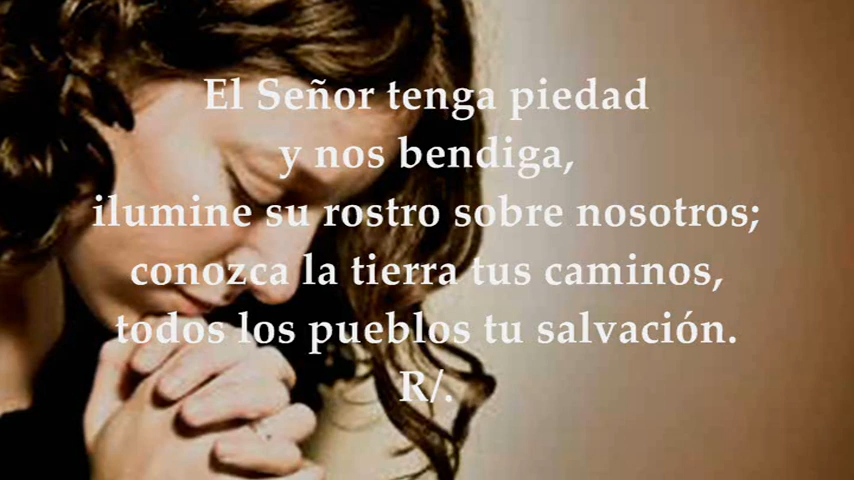 El Señor tenga piedad
y nos bendiga,
ilumine su rostro sobre nosotros;
conozca la tierra tus caminos,
todos los pueblos tu salvación.
R/.